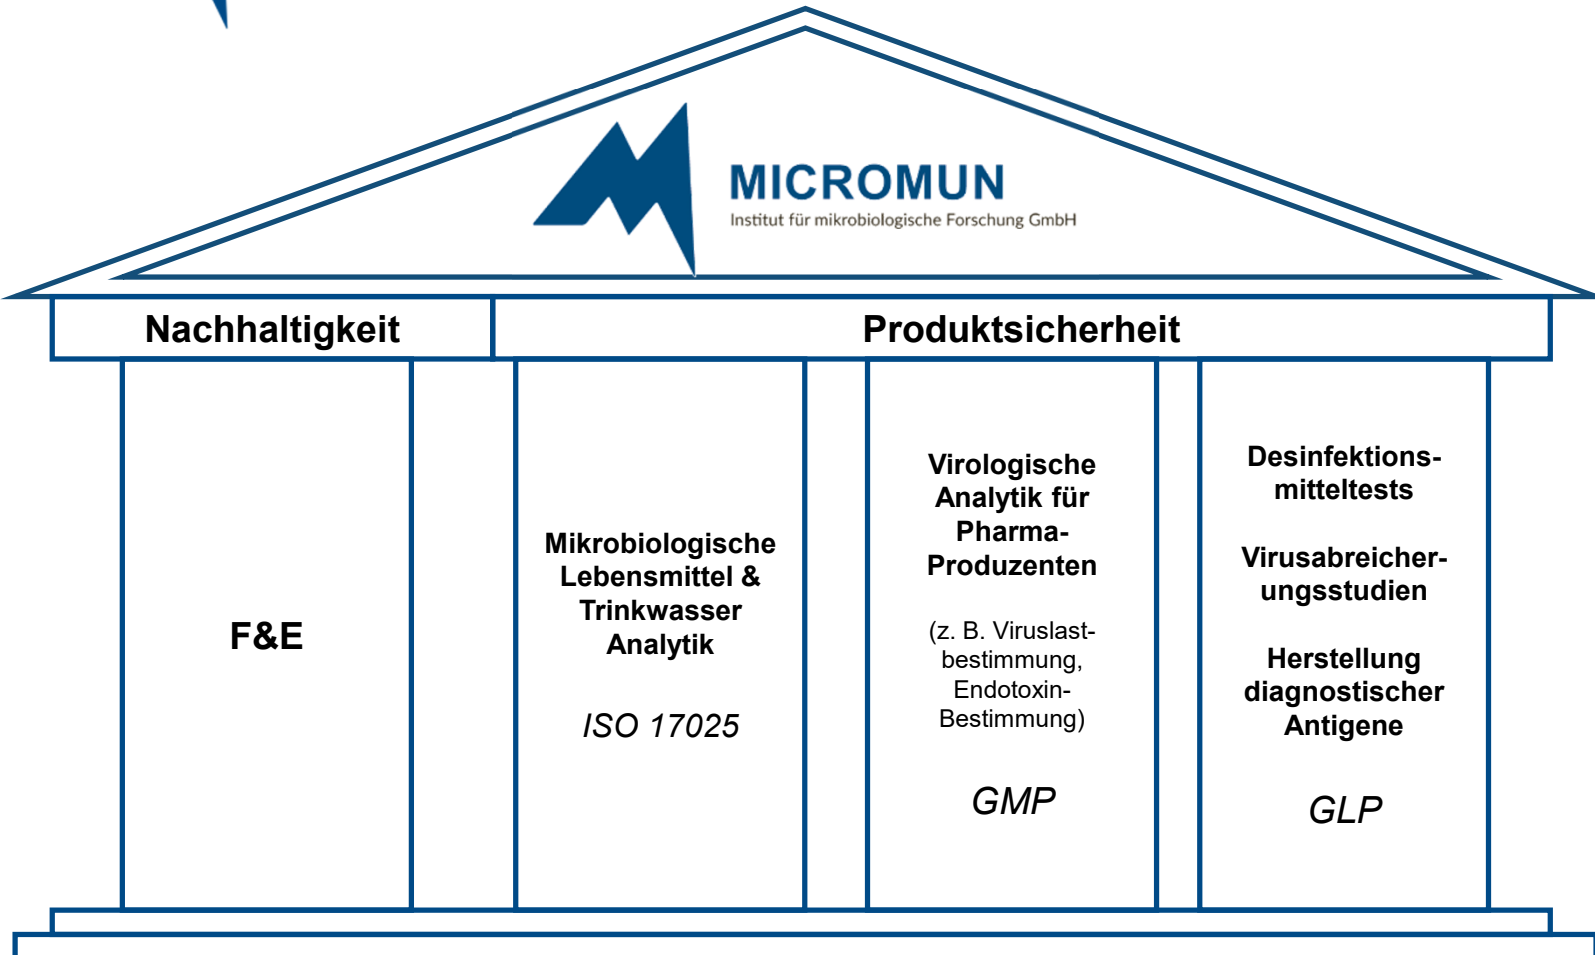 MICROMUN
Institut für mikrobiologische Forschung GmbH
Nachhaltigkeit
Produktsicherheit
F&E
Mikrobiologische
Lebensmittel &
Trinkwasser
Analytik
ISO 17025
Virologische
Analytik für
Pharma-
Produzenten
(z. B. Viruslast-
bestimmung,
Endotoxin-
Bestimmung)
GMP
Desinfektions-
mitteltests
Virusabreicher-
ungsstudien
Herstellung
diagnostischer
Antigene
GLP